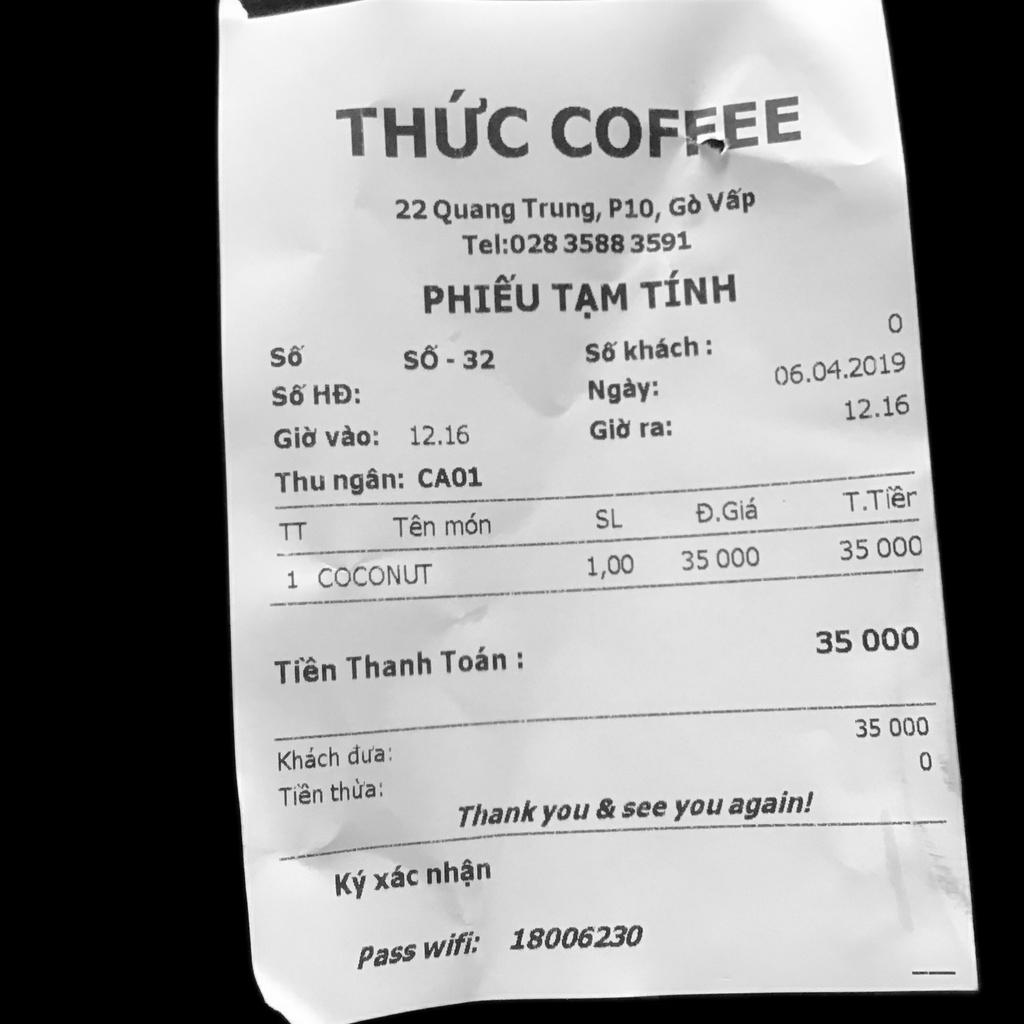 THỨC COFFEE
22 Quang Trung, P10, Gò Vấp
Tel:028 3588 3591
PHIẾU TẠM TÍNH
Số SỐ - 32 Số khách : 0
Số HĐ: Ngày: 06.04.2019
Giờ vào: 12.16 Giờ ra: 12.16
Thu ngân: CA01
TT Tên món SL Đ.Giá T.Tiền
1 COCONUT 1,00 35 000 35 000
Tiền Thanh Toán : 35 000
Khách đưa: 35 000
Tiền thừa: 0
Thank you & see you again!
Ký xác nhận
Pass wifi: 18006230